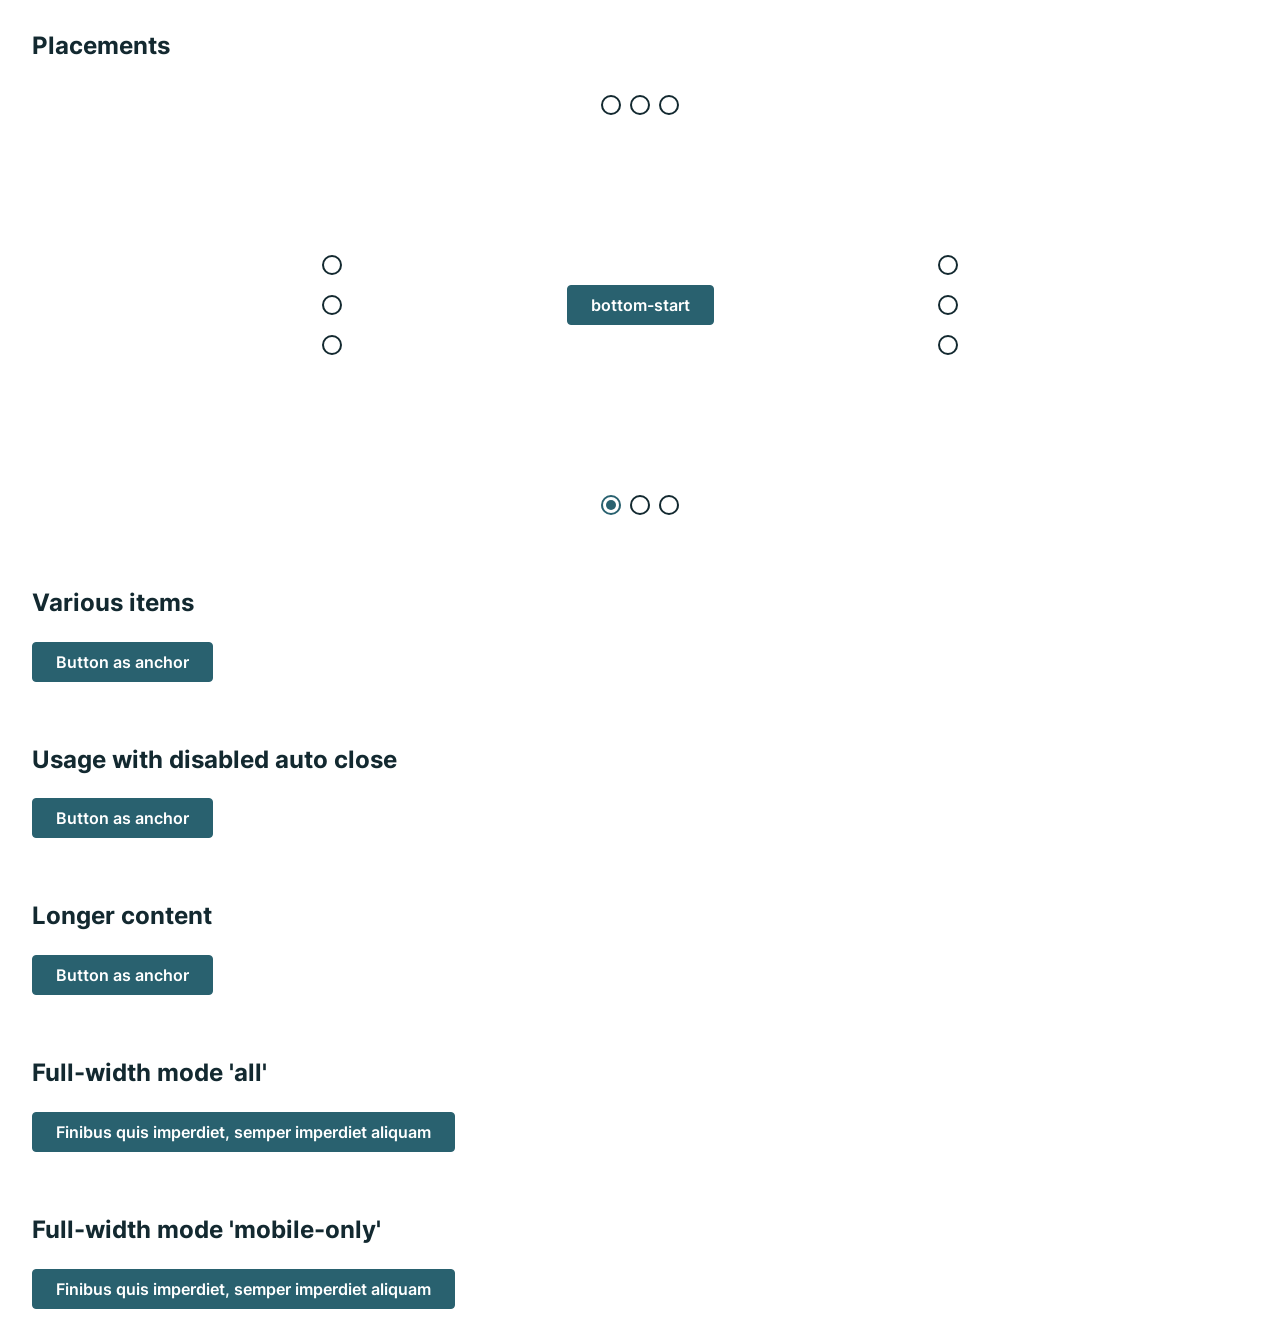 Placements
bottom-start
Various items
Button as anchor
Usage with disabled auto close
Button as anchor
Longer content
Button as anchor
Full-width mode 'all'
Finibus quis imperdiet, semper imperdiet aliquam
Full-width mode 'mobile-only'
Finibus quis imperdiet, semper imperdiet aliquam